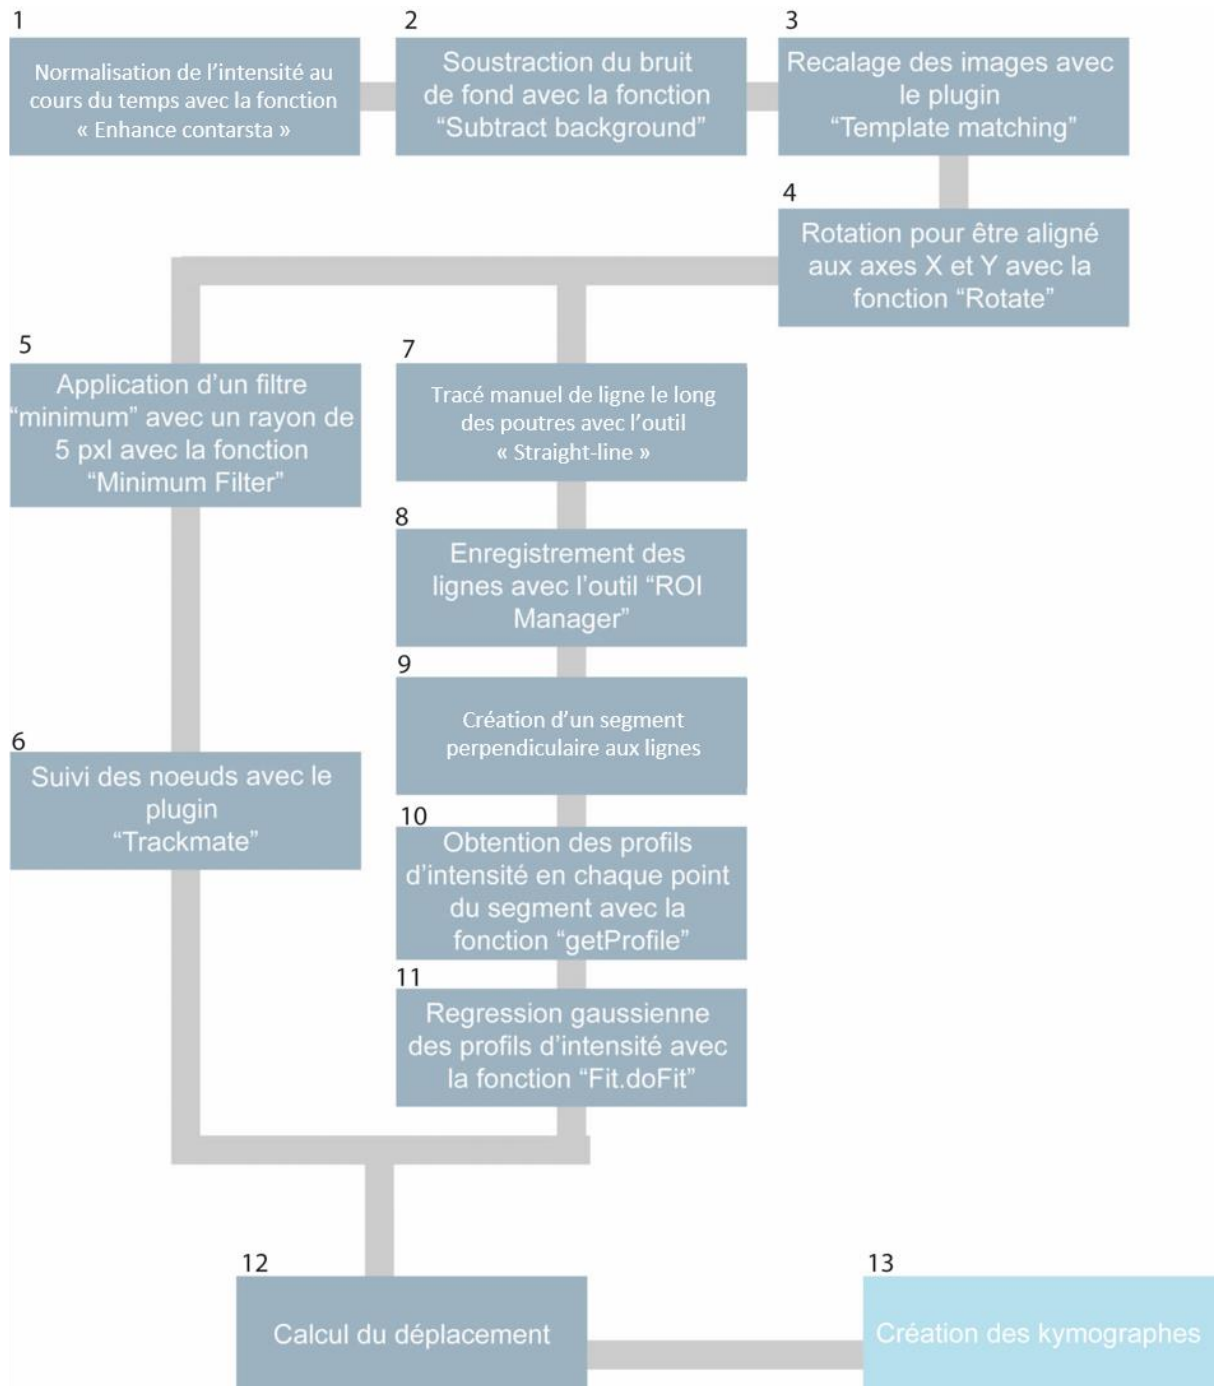 1
Normalisation de l’intensité au
cours du temps avec la fonction
« Enhance contarsta »
2
Soustraction du bruit
de fond avec la fonction
“Subtract background”
3
Recalage des images avec
le plugin
“Template matching”
4
Rotation pour être aligné
aux axes X et Y avec la
fonction “Rotate”
5
Application d’un filtre
“minimum” avec un rayon de
5 pxl avec la fonction
“Minimum Filter”
6
Suivi des noeuds avec le
plugin
“Trackmate”
7
Tracé manuel de ligne le long
des poutres avec l’outil
« Straight-line »
8
Enregistrement des
lignes avec l’outil “ROI
Manager”
9
Création d’un segment
perpendiculaire aux lignes
10
Obtention des profils
d’intensité en chaque point
du segment avec la
fonction “getProfile”
11
Regression gaussienne
des profils d’intensité avec
la fonction “Fit.doFit”
12
Calcul du déplacement
13
Création des kymographes